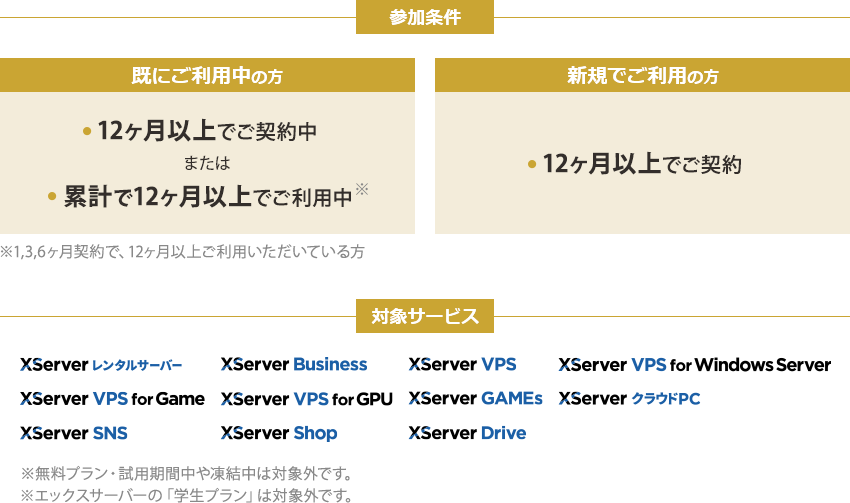 参加条件
既にご利用中の方
• 12ヶ月以上でご契約中
または
• 累計で12ヶ月以上でご利用中※
※1,3,6ヶ月契約で、12ヶ月以上ご利用いただいている方
新規でご利用の方
• 12ヶ月以上でご契約
対象サービス
XServer レンタルサーバー XServer Business XServer VPS XServer VPS for Windows Server
XServer VPS for Game XServer VPS for GPU XServer GAMEs XServer クラウドPC
XServer SNS XServer Shop XServer Drive
※無料プラン・試用期間中や凍結中は対象外です。
※エックスサーバーの「学生プラン」は対象外です。